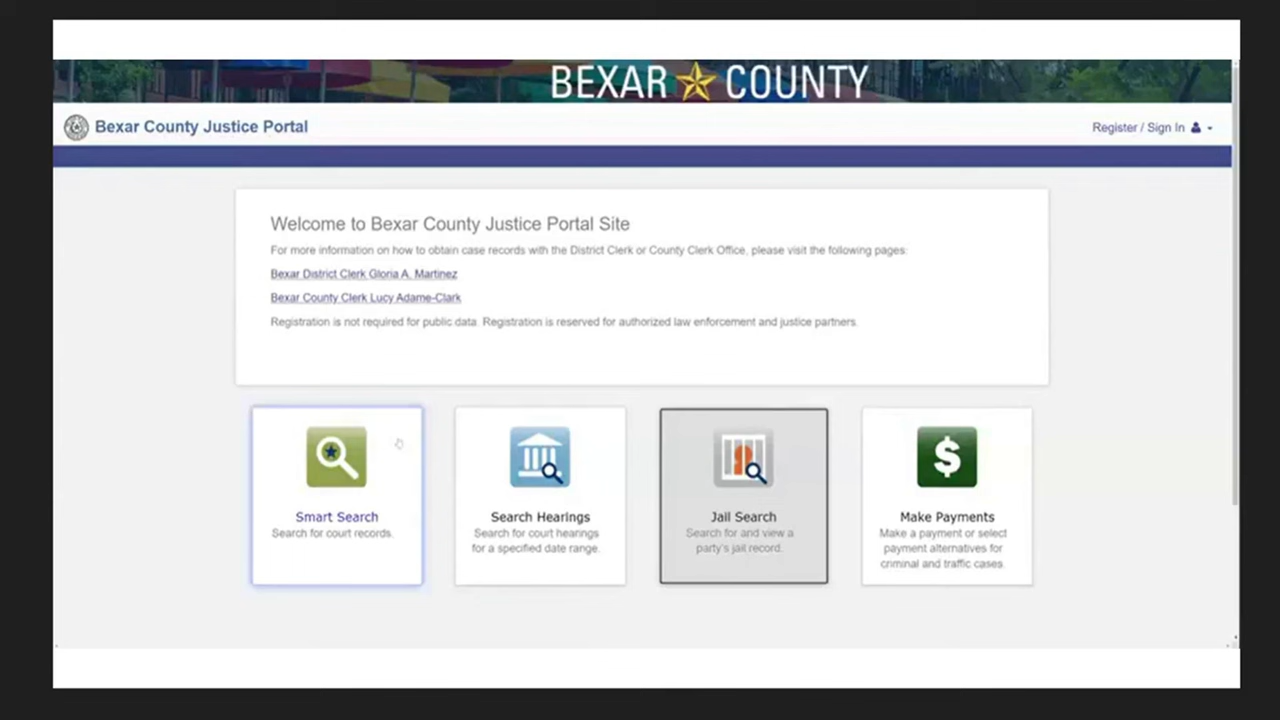 BEXAR COUNTY
Bexar County Justice Portal
Register / Sign In
Welcome to Bexar County Justice Portal Site
For more information on how to obtain case records with the District Clerk or County Clerk Office, please visit the following pages:
Bexar District Clerk Gloria A. Martinez
Bexar County Clerk Lucy Adame-Clark
Registration is not required for public data. Registration is reserved for authorized law enforcement and justice partners.
Smart Search
Search for court records.
Search Hearings
Search for court hearings
for a specified date range.
Jail Search
Search for and view a
party's jail record.
$
Make Payments
Make a payment or select
payment alternatives for
criminal and traffic cases.